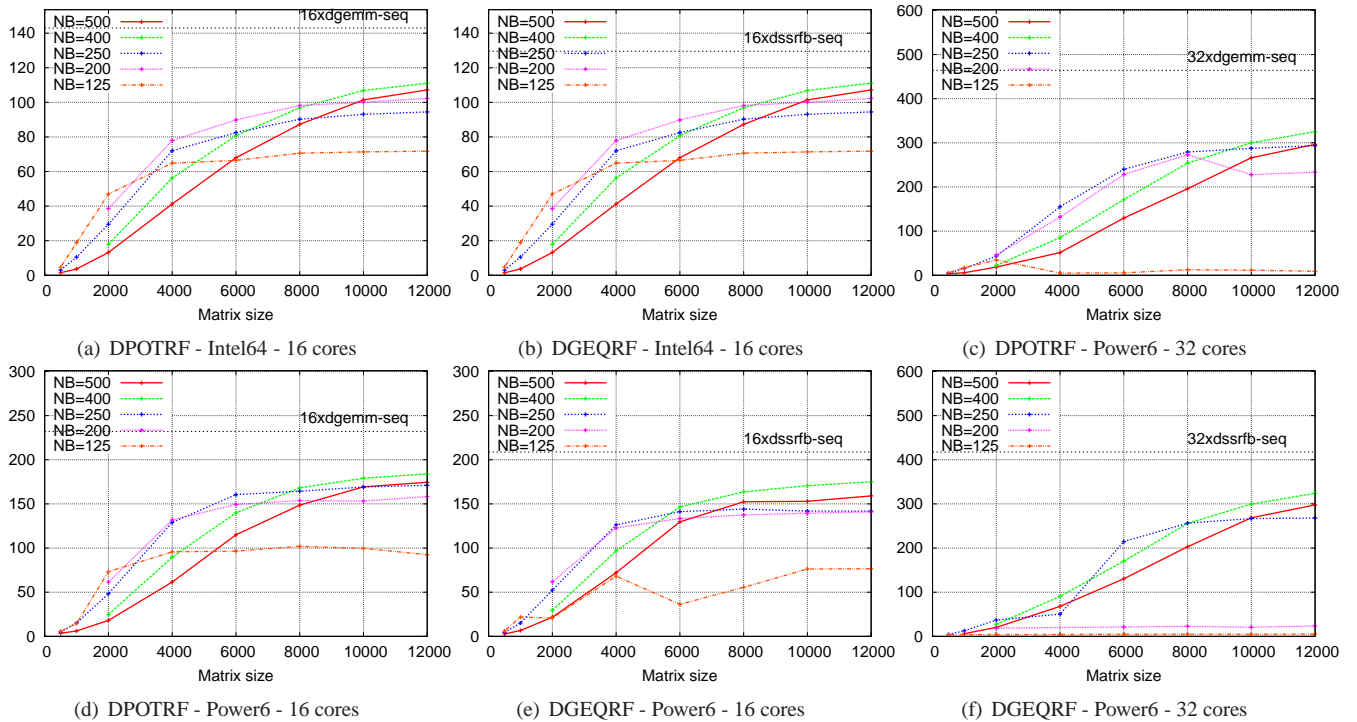 140
120
100
80
60
40
20
0
0 2000 4000 6000 8000 10000 12000
Matrix size
16xdgemm-seq
NB=500
NB=400
NB=250
NB=200
NB=125
(a) DPOTRF - Intel64 - 16 cores
140
120
100
80
60
40
20
0
0 2000 4000 6000 8000 10000 12000
Matrix size
16xdssrfb-seq
NB=500
NB=400
NB=250
NB=200
NB=125
(b) DGEQRF - Intel64 - 16 cores
600
500
400
300
200
100
0
0 2000 4000 6000 8000 10000 12000
Matrix size
32xdgemm-seq
NB=500
NB=400
NB=250
NB=200
NB=125
(c) DPOTRF - Power6 - 32 cores
300
250
200
150
100
50
0
0 2000 4000 6000 8000 10000 12000
Matrix size
16xdgemm-seq
NB=500
NB=400
NB=250
NB=200
NB=125
(d) DPOTRF - Power6 - 16 cores
300
250
200
150
100
50
0
0 2000 4000 6000 8000 10000 12000
Matrix size
16xdssrfb-seq
NB=500
NB=400
NB=250
NB=200
NB=125
(e) DGEQRF - Power6 - 16 cores
600
500
400
300
200
100
0
0 2000 4000 6000 8000 10000 12000
Matrix size
32xdssrfb-seq
NB=500
NB=400
NB=250
NB=200
NB=125
(f) DGEQRF - Power6 - 32 cores